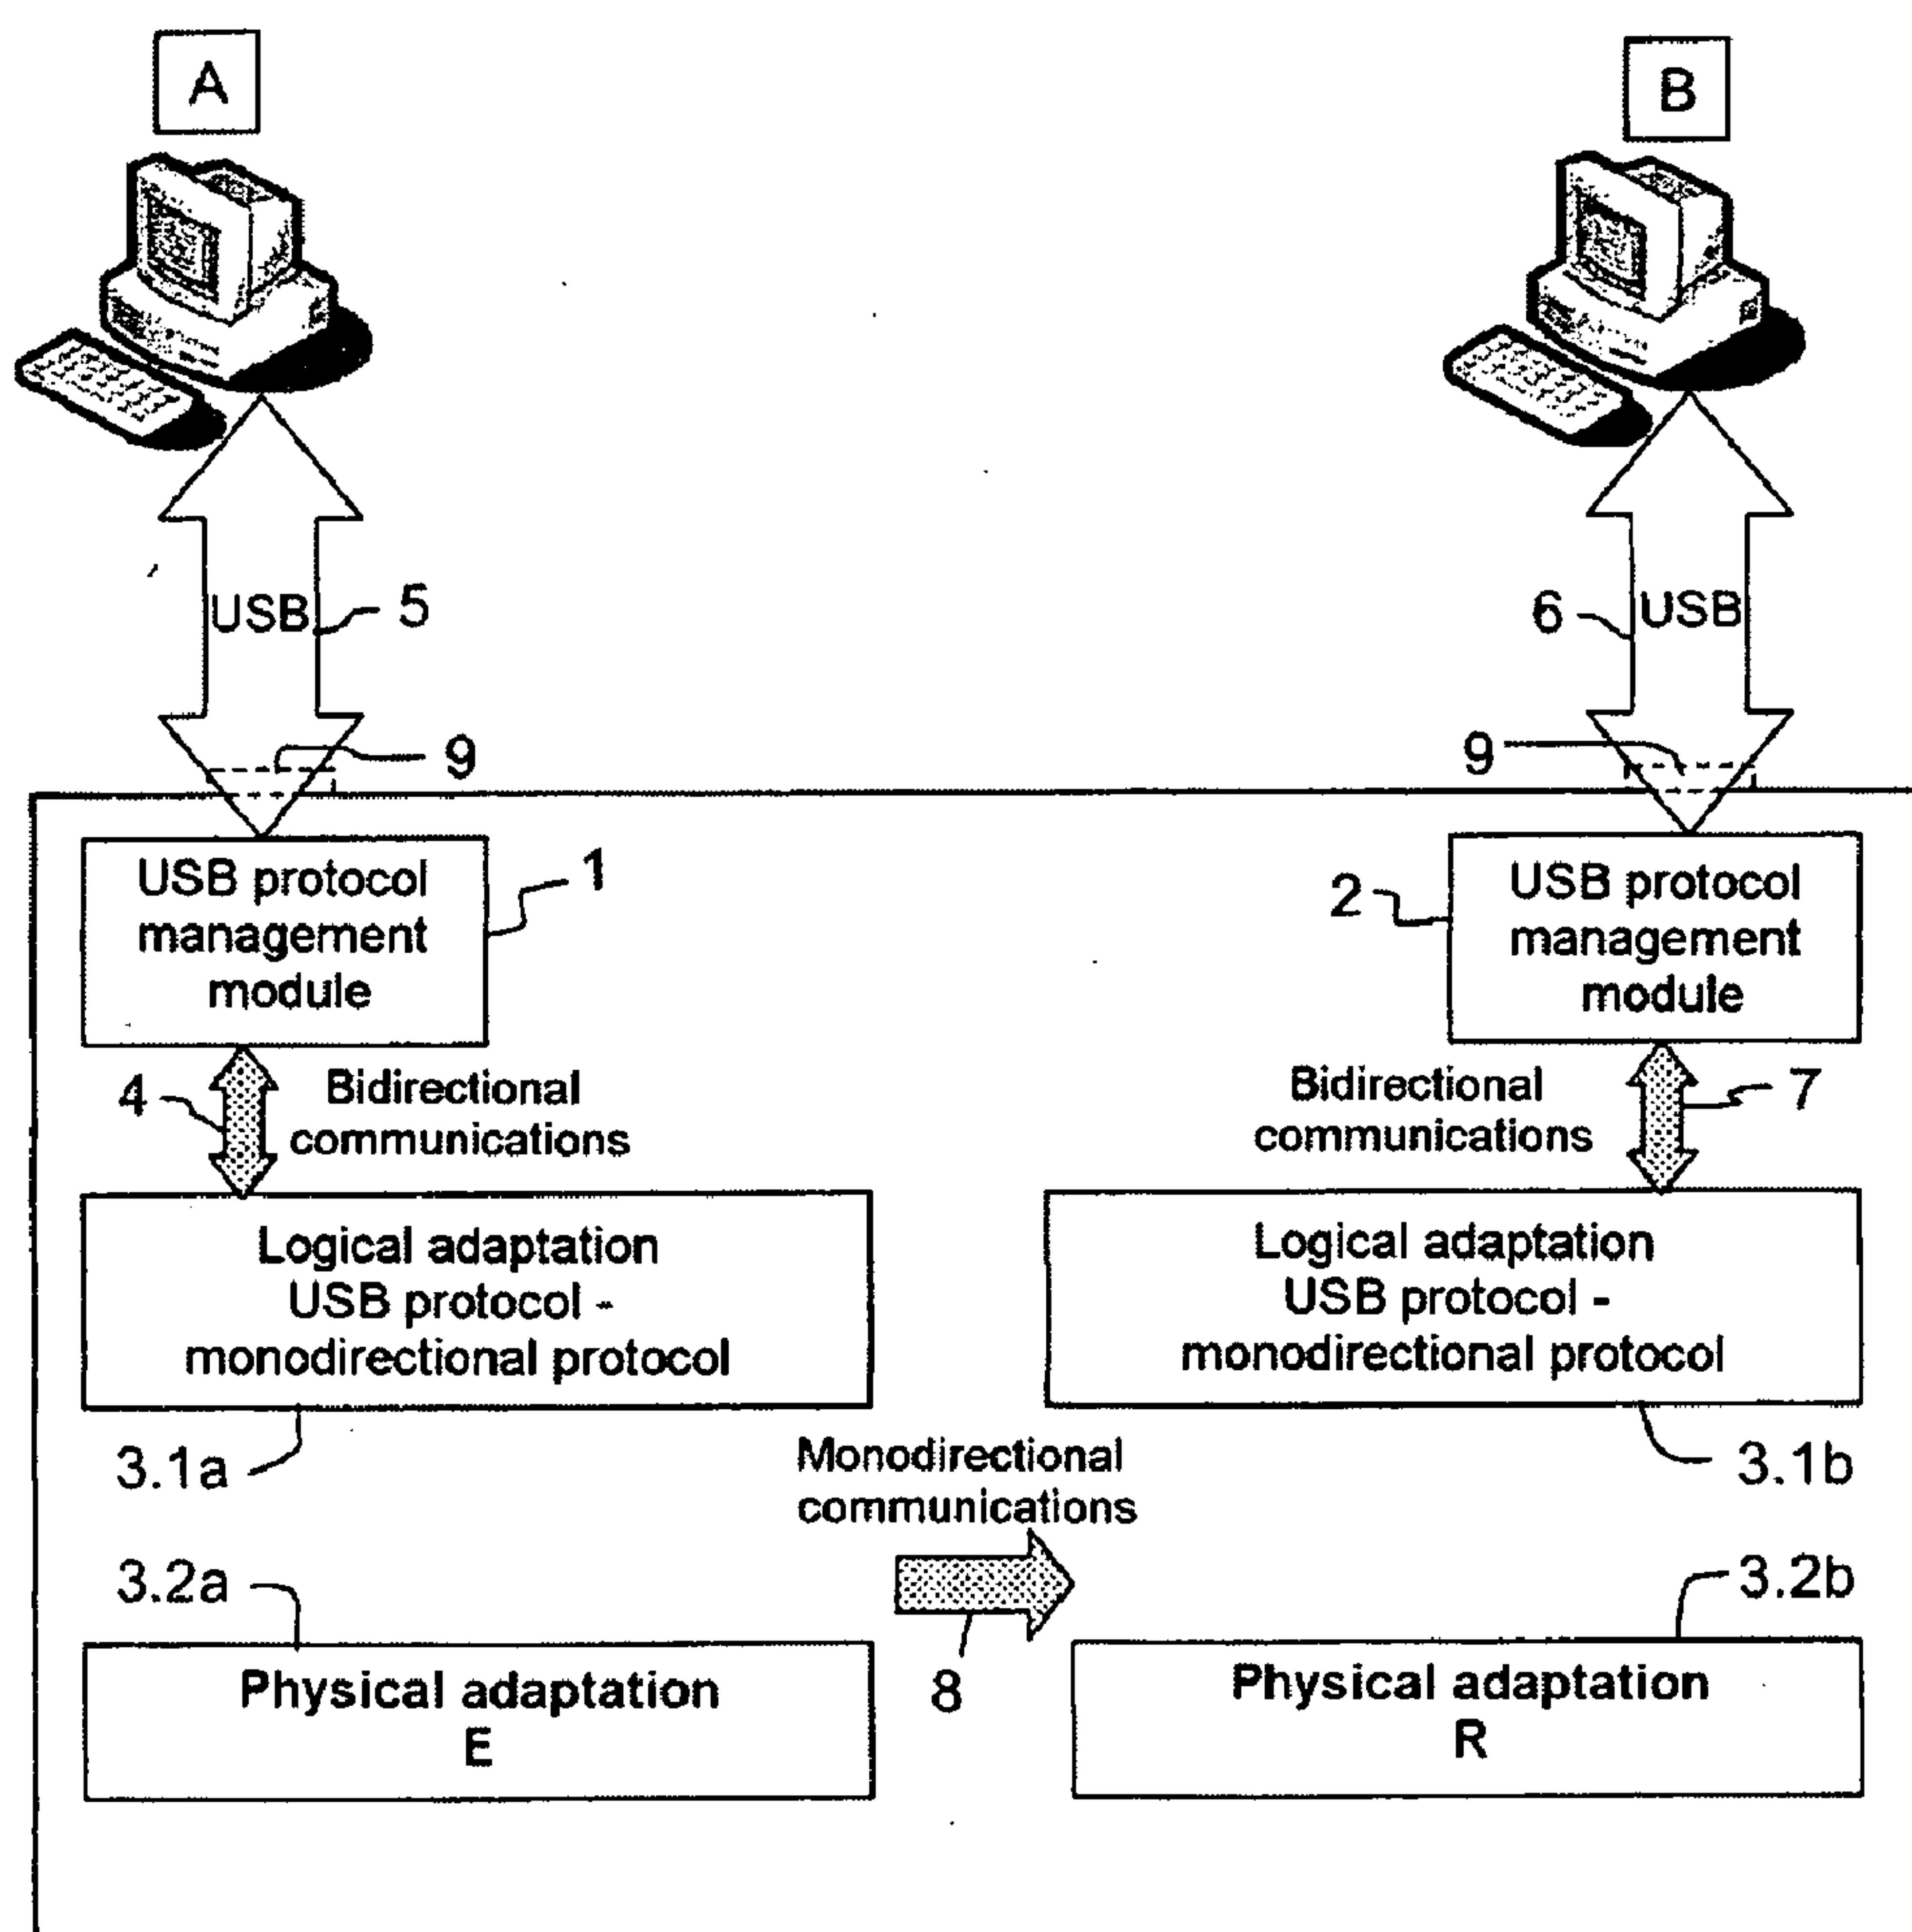 A
B
USB
5
6
USB
9
9
USB protocol
management
module
1
2
USB protocol
management
module
4
Bidirectional
communications
Bidirectional
communications
7
Logical adaptation
USB protocol -
monodirectional protocol
Logical adaptation
USB protocol -
monodirectional protocol
3.1a
Monodirectional
communications
3.1b
3.2a
3.2b
8
Physical adaptation
E
Physical adaptation
R